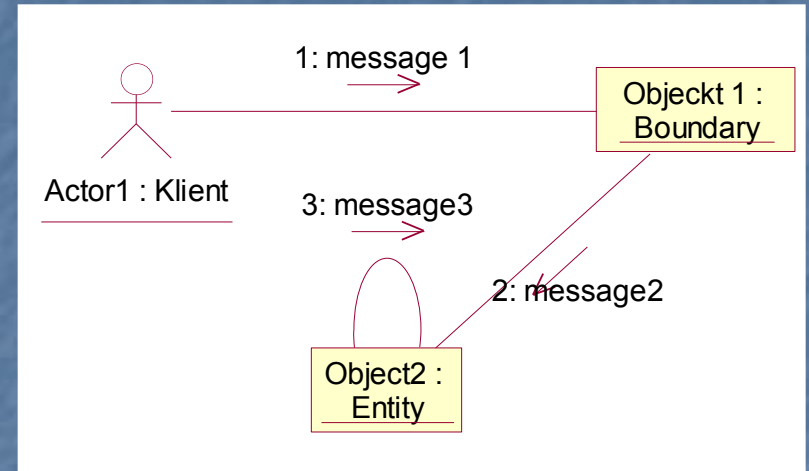 1: message 1
Objeckt 1 :
Boundary
Actor1 : Klient
3: message3
2: message2
Object2 :
Entity